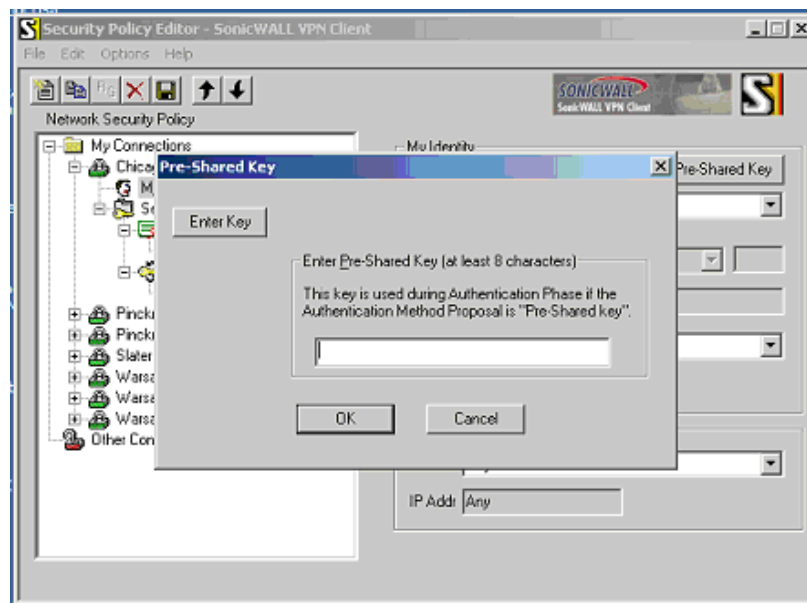 Security Policy Editor - SonicWALL VPN Client
File Edit Options Help
SONICWALL
SonicWALL VPN Client
Network Security Policy
My Connections
My Identity
Pre-Shared Key
Pre-Shared Key
Enter Key
Enter Pre-Shared Key (at least 8 characters)
This key is used during Authentication Phase if the
Authentication Method Proposal is "Pre-Shared key".
Slater
OK
Cancel
Other Con
IP Addr Any